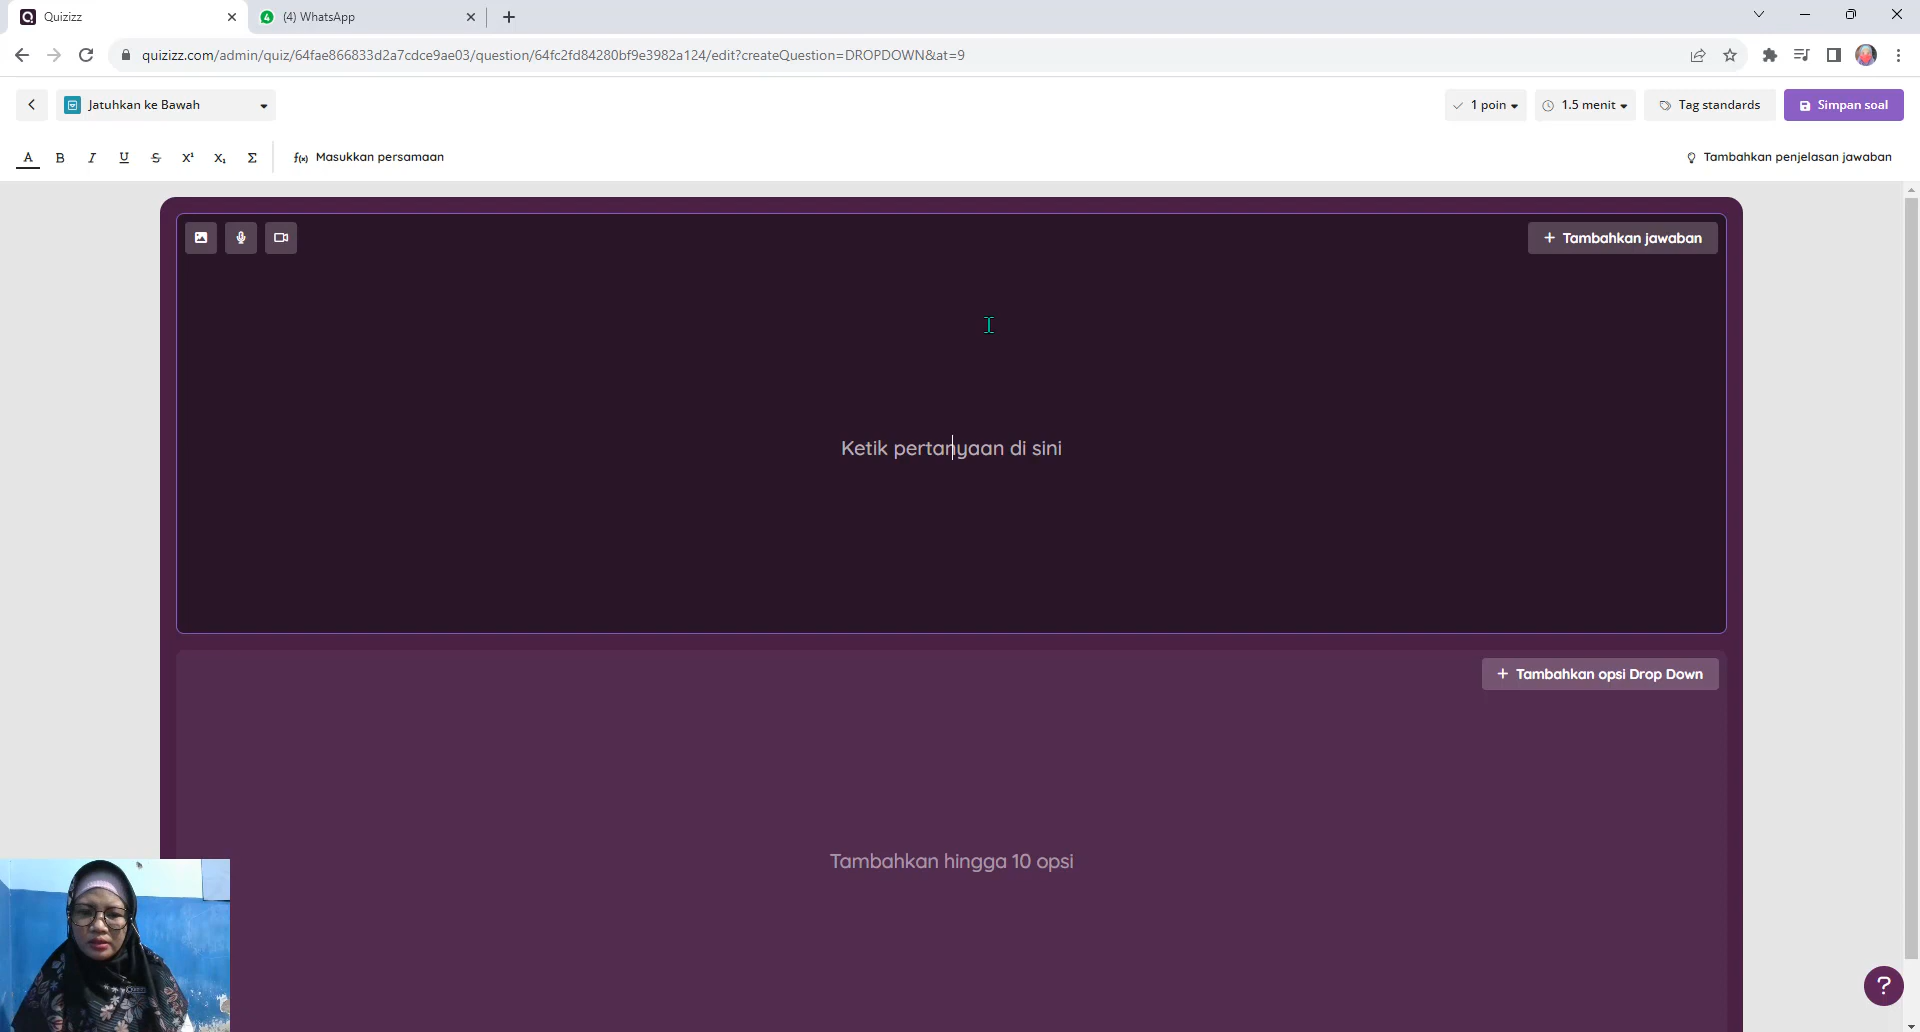 Quizizz
(4) WhatsApp
quizizz.com/admin/quiz/64fae866833d2a7cdce9ae03/question/64fc2fd84280bf9e3982a124/edit?createQuestion=DROPDOWN&at=9
Jatuhkan ke Bawah
1 poin
1.5 menit
Tag standards
Simpan soal
A B I U S X¹ X₁ Σ
f(x) Masukkan persamaan
Tambahkan penjelasan jawaban
+ Tambahkan jawaban
Ketik pertanyaan di sini
+ Tambahkan opsi Drop Down
Tambahkan hingga 10 opsi
?